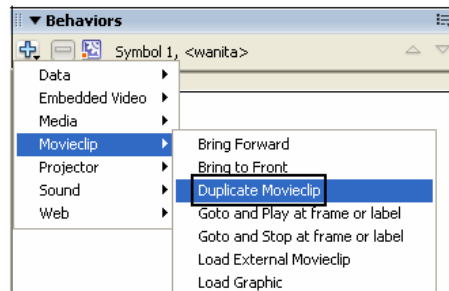 Behaviors
Symbol 1, <wanita>
Data
Embedded Video
Media
Movieclip
Projector
Sound
Web
Bring Forward
Bring to Front
Duplicate Movieclip
Goto and Play at frame or label
Goto and Stop at frame or label
Load External Movieclip
Load Graphic